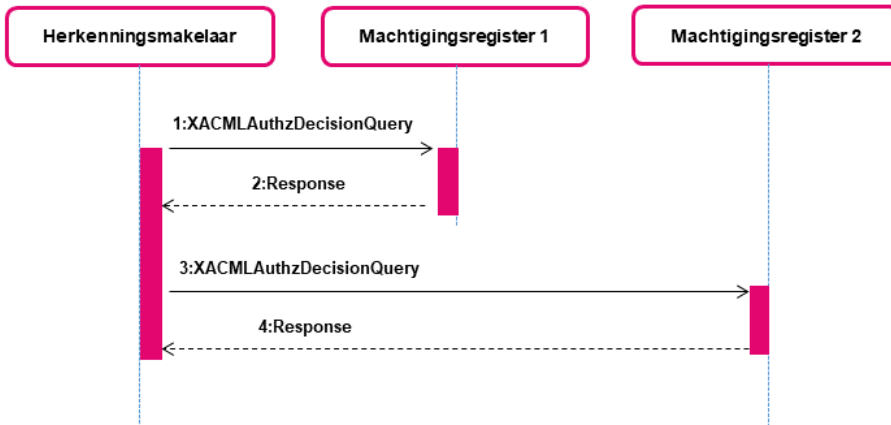 Herkenningsmakelaar
Machtigingsregister 1
Machtigingsregister 2
1:XACMLAuthzDecisionQuery
2:Response
3:XACMLAuthzDecisionQuery
4:Response